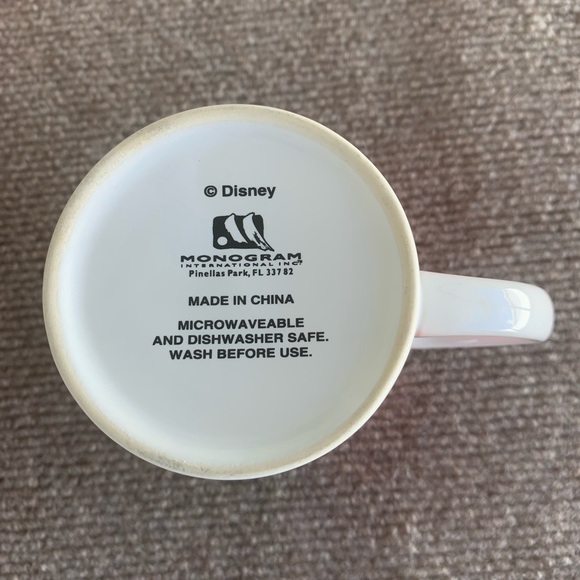 © Disney
MONOGRAM
INTERNATIONAL INC.
Pinellas Park, FL 33782
MADE IN CHINA
MICROWAVEABLE
AND DISHWASHER SAFE.
WASH BEFORE USE.